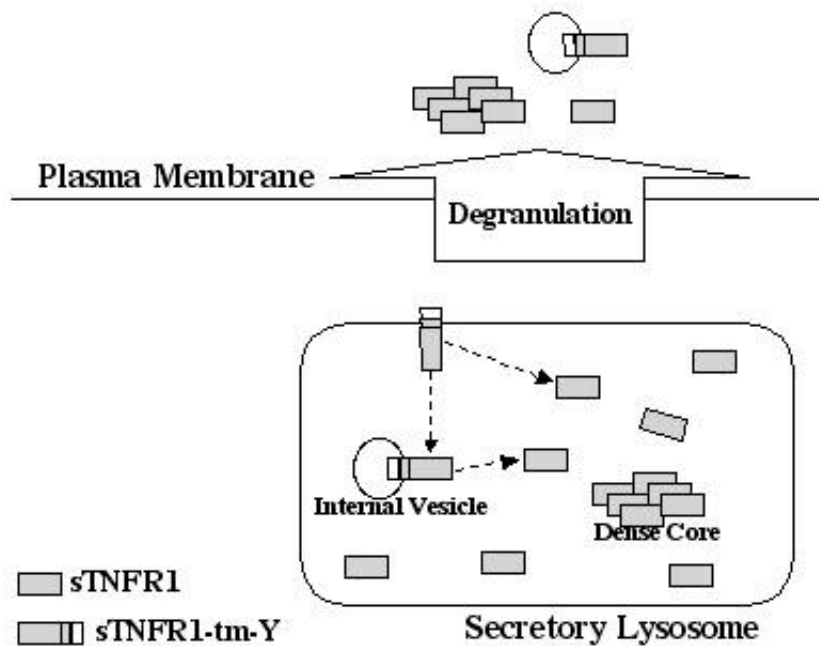 Plasma Membrane
Degranulation
Internal Vesicle
Dense Core
sTNFR1
sTNFR1-tm-Y
Secretory Lysosome